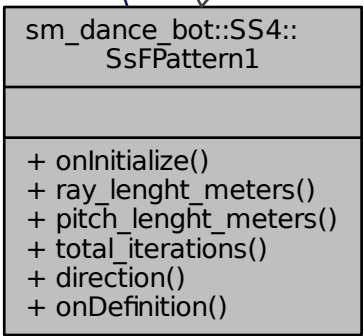 sm_dance_bot::SS4::
SsFPattern1
+ onInitialize()
+ ray_lenght_meters()
+ pitch_lenght_meters()
+ total_iterations()
+ direction()
+ onDefinition()